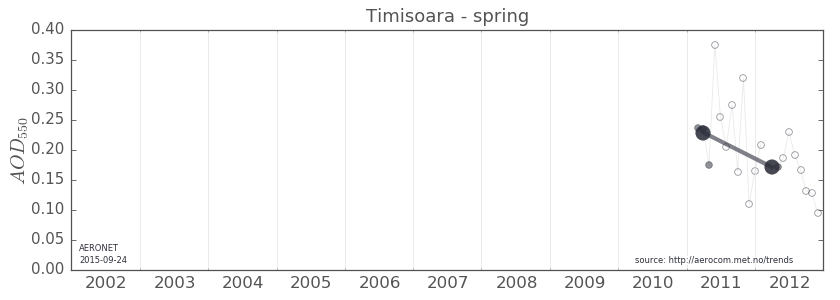 Timisoara - spring
0.40
0.35
0.30
0.25
0.20
0.15
0.10
0.05
0.00
AOD550
AERONET
2015-09-24
source: http://aerocom.met.no/trends
2002 2003 2004 2005 2006 2007 2008 2009 2010 2011 2012